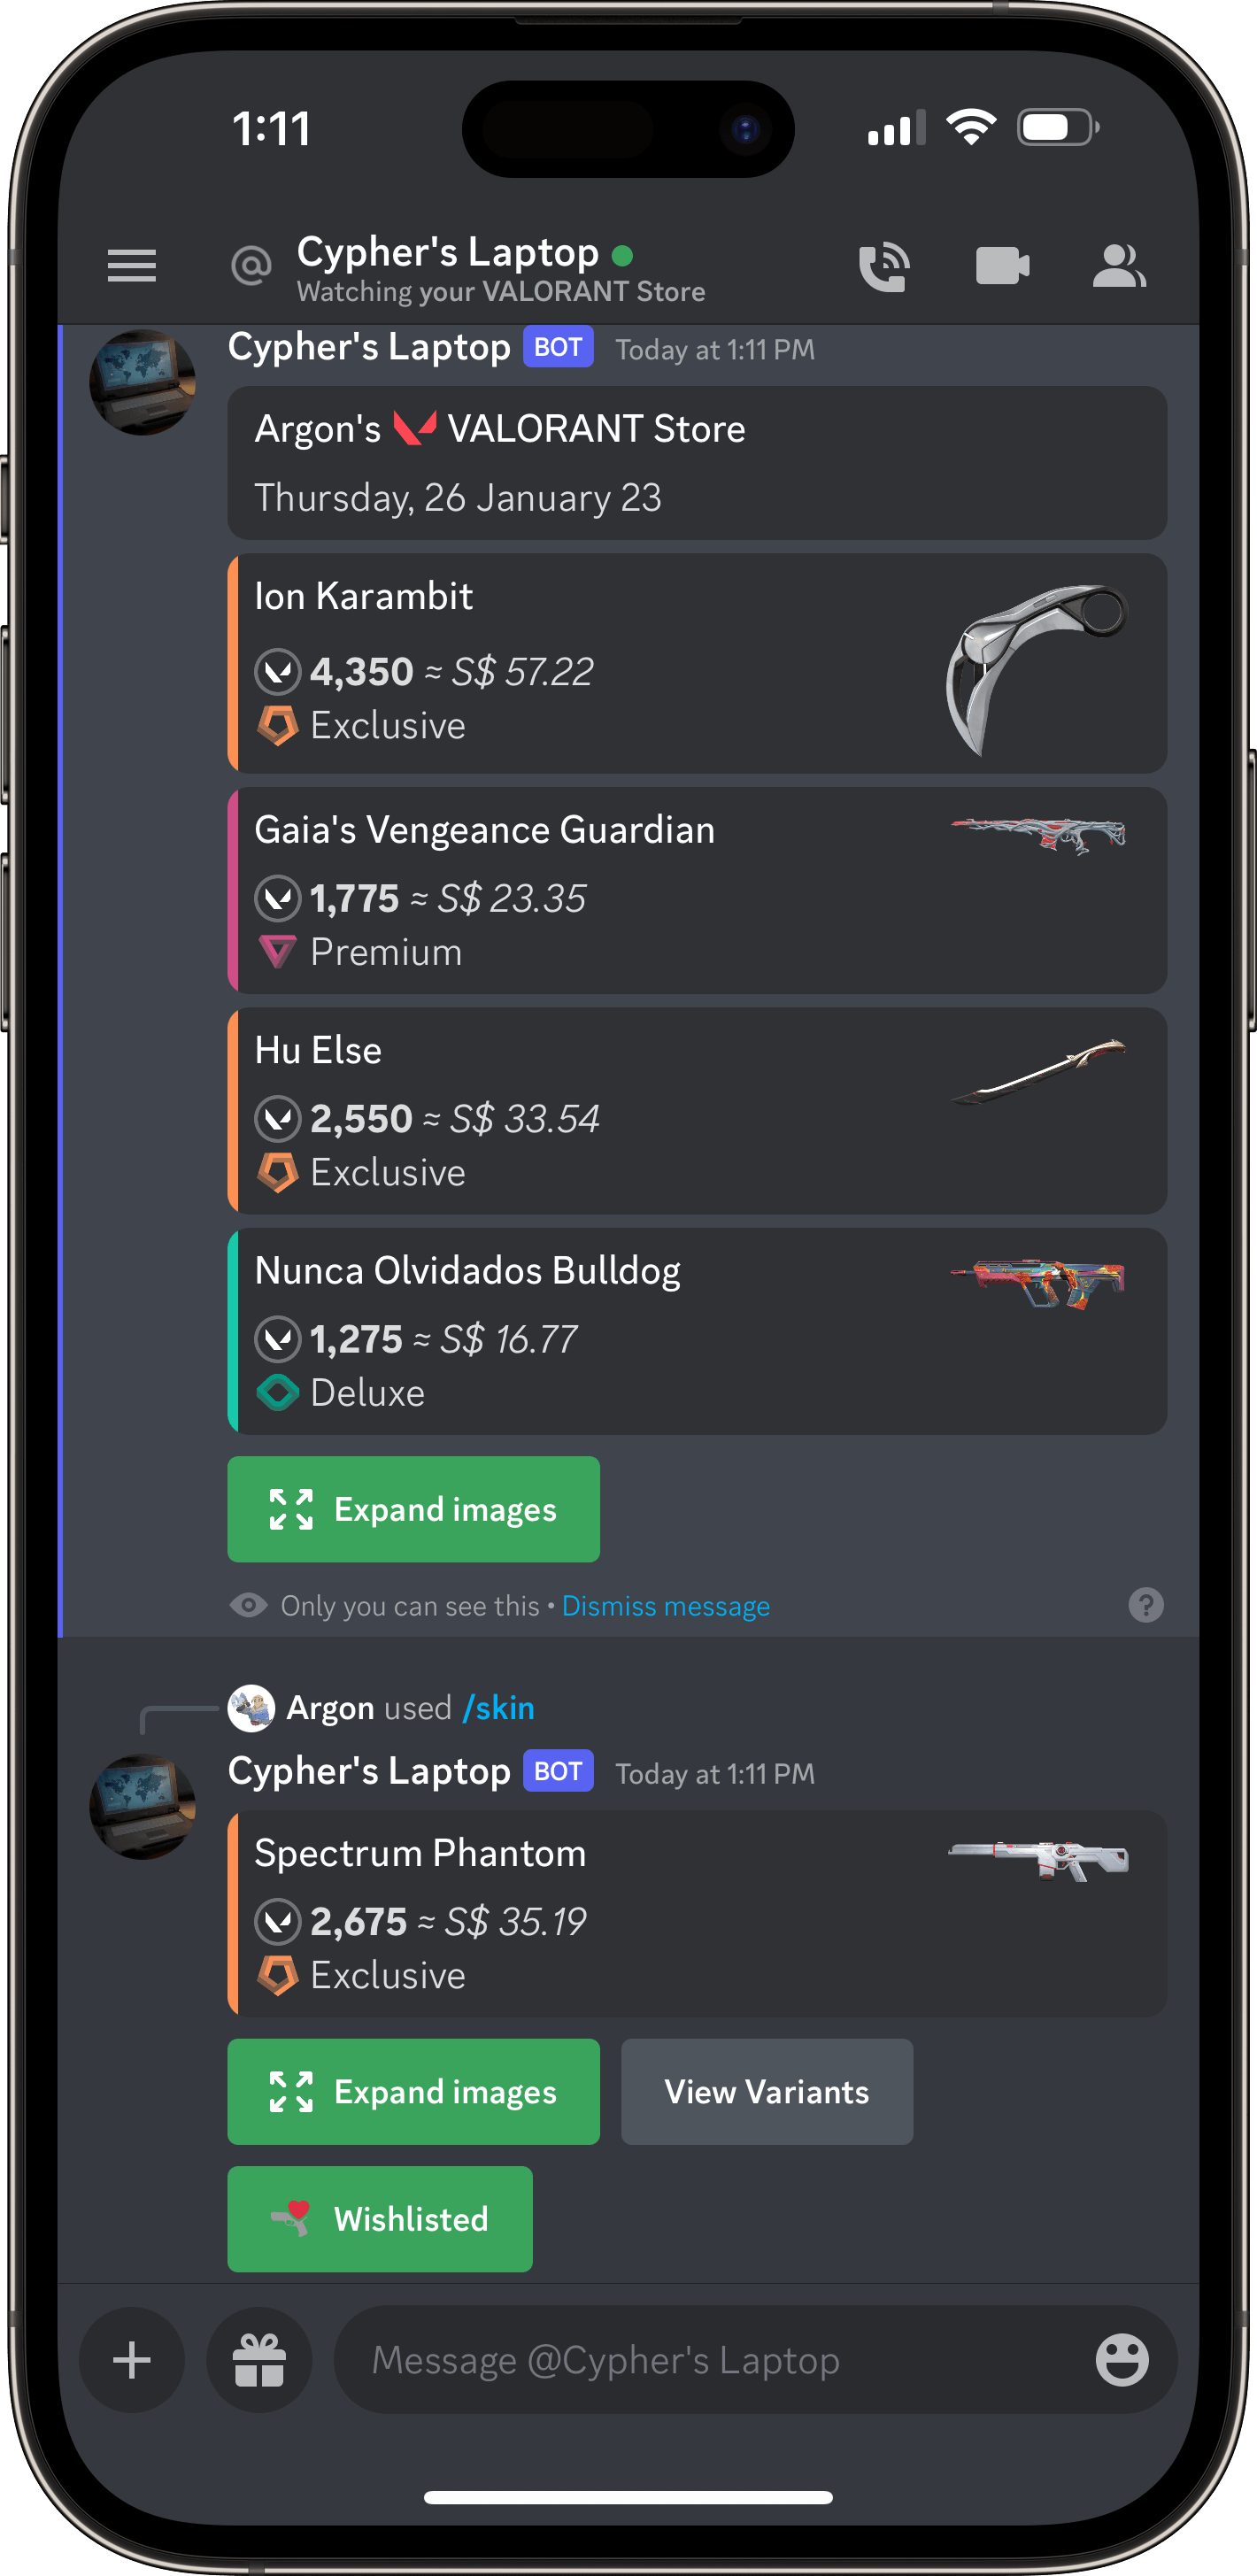 1:11
Cypher's Laptop
Watching your VALORANT Store
Cypher's Laptop BOT Today at 1:11 PM
Argon's VALORANT Store
Thursday, 26 January 23
Ion Karambit
4,350 ≈ S$ 57.22
Exclusive
Gaia's Vengeance Guardian
1,775 ≈ S$ 23.35
Premium
Hu Else
2,550 ≈ S$ 33.54
Exclusive
Nunca Olvidados Bulldog
1,275 ≈ S$ 16.77
Deluxe
Expand images
Only you can see this • Dismiss message
?
Argon used /skin
Cypher's Laptop BOT Today at 1:11 PM
Spectrum Phantom
2,675 ≈ S$ 35.19
Exclusive
Expand images
View Variants
Wishlisted
Message @Cypher's Laptop